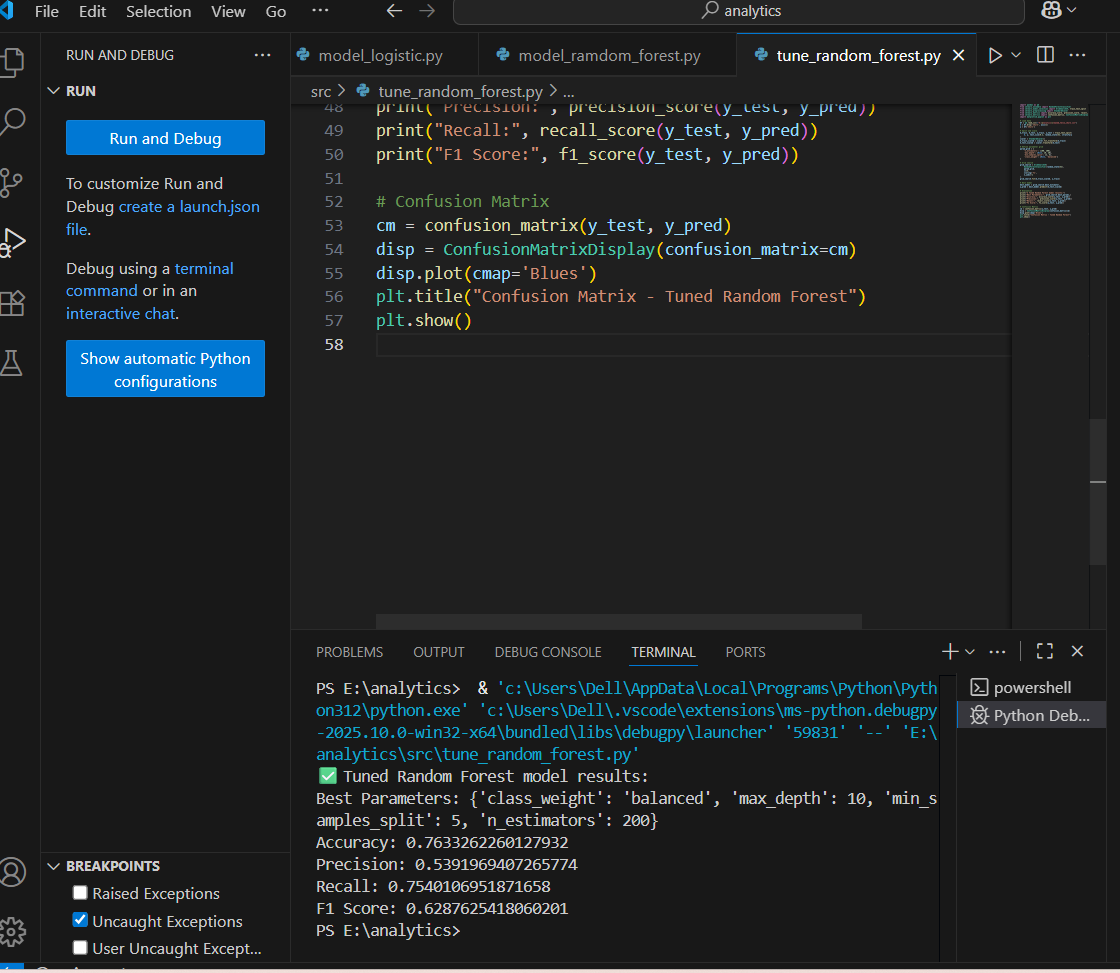 File Edit Selection View Go ...
analytics
RUN AND DEBUG
RUN
Run and Debug
To customize Run and
Debug create a launch.json
file.
Debug using a terminal
command or in an
interactive chat.
Show automatic Python
configurations
BREAKPOINTS
Raised Exceptions
Uncaught Exceptions
User Uncaught Except...
model_logistic.py
model_ramdom_forest.py
tune_random_forest.py
src > tune_random_forest.py > ...
48 print("Precision:", precision_score(y_test, y_pred))
49 print("Recall:", recall_score(y_test, y_pred))
50 print("F1 Score:", f1_score(y_test, y_pred))
51
52 # Confusion Matrix
53 cm = confusion_matrix(y_test, y_pred)
54 disp = ConfusionMatrixDisplay(confusion_matrix=cm)
55 disp.plot(cmap='Blues')
56 plt.title("Confusion Matrix - Tuned Random Forest")
57 plt.show()
58
PROBLEMS OUTPUT DEBUG CONSOLE TERMINAL PORTS
PS E:\analytics> & 'c:\Users\Dell\AppData\Local\Programs\Python\Pyth
on312\python.exe' 'c:\Users\Dell\.vscode\extensions\ms-python.debugpy
-2025.10.0-win32-x64\bundled\libs\debugpy\launcher' '59831' '--' 'E:\
analytics\src\tune_random_forest.py'
✅ Tuned Random Forest model results:
Best Parameters: {'class_weight': 'balanced', 'max_depth': 10, 'min_s
amples_split': 5, 'n_estimators': 200}
Accuracy: 0.7633262260127932
Precision: 0.5391969407265774
Recall: 0.7540106951871658
F1 Score: 0.6287625418060201
PS E:\analytics>
powershell
Python Deb...